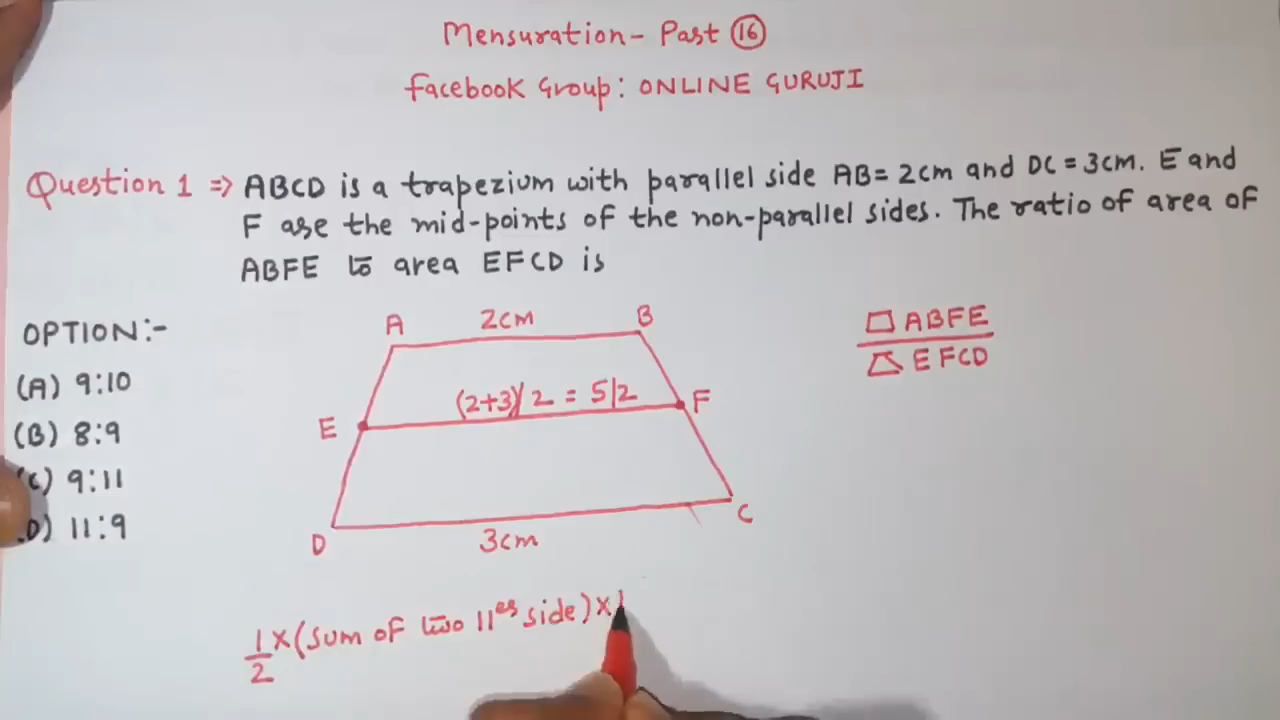 Mensuration- Part 16
Facebook Group: ONLINE GURUJI
Question 1 => ABCD is a trapezium with parallel side AB= 2cm and DC = 3cm. E and
F are the mid-points of the non-parallel sides. The ratio of area of
ABFE to area EFCD is
OPTION:-
(A) 9:10
(B) 8:9
(C) 9:11
D) 11:9
A 2cm B
E (2+3)/2 = 5/2 F
D 3cm C
□ ABFE
EFCD
1/2 x (sum of two ||er side) x